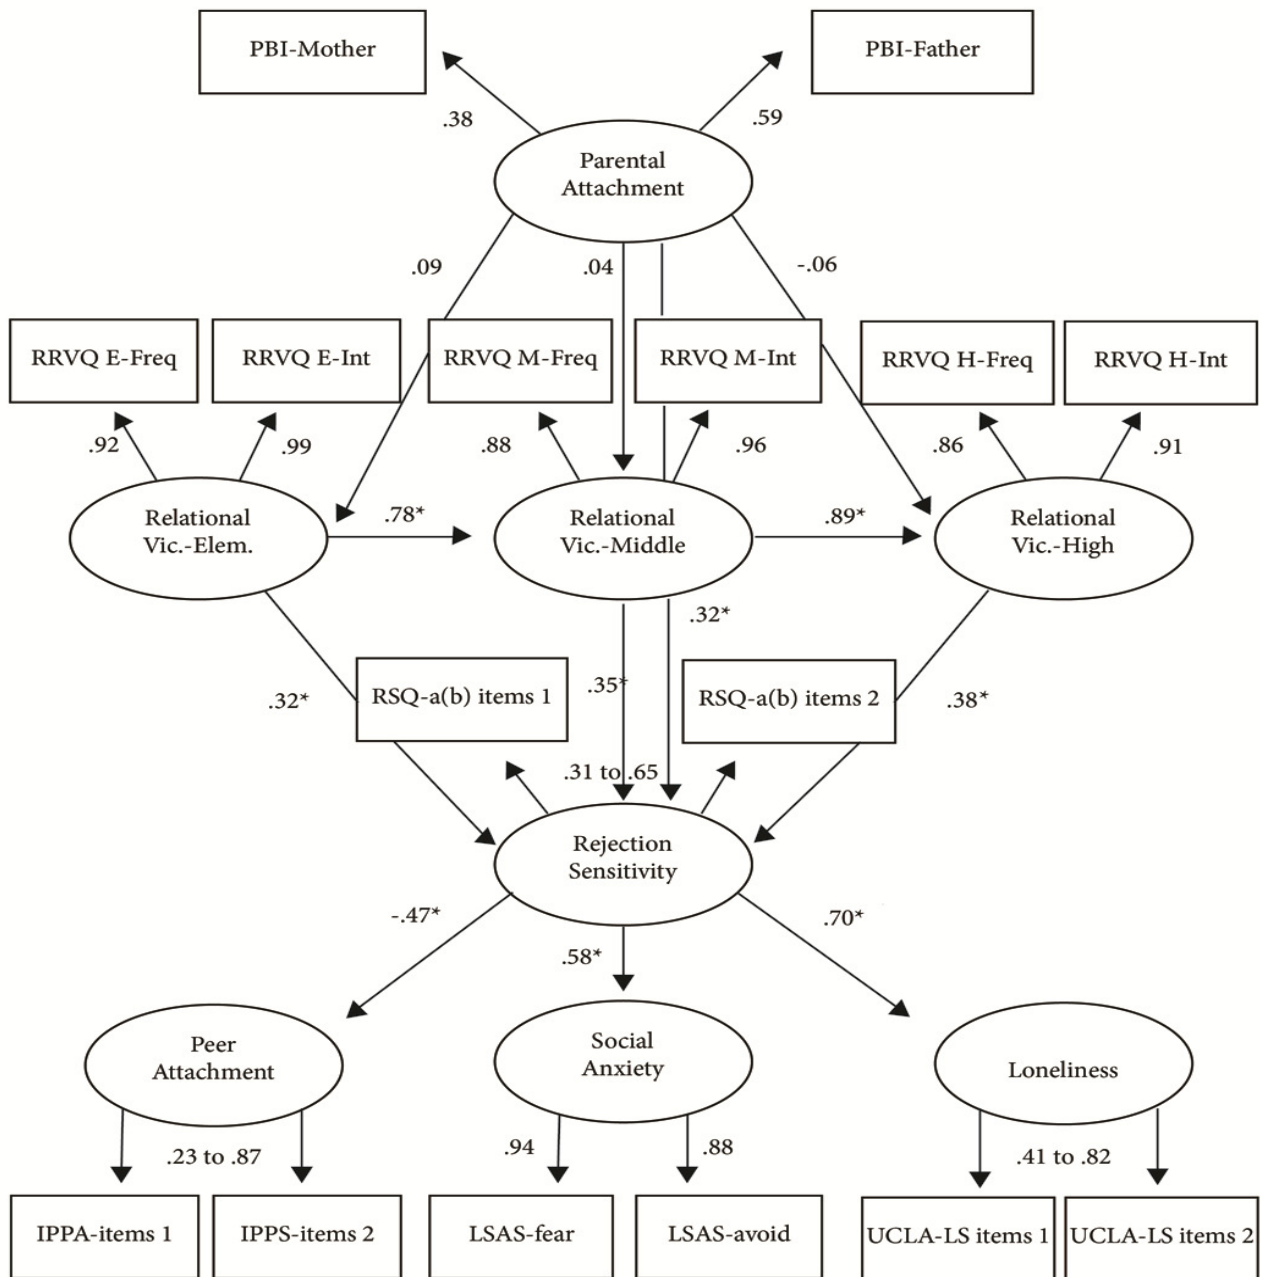 PBI-Mother
PBI-Father
.38
.59
Parental
Attachment
.09
.04
-.06
RRVQ E-Freq
RRVQ E-Int
RRVQ M-Freq
RRVQ M-Int
RRVQ H-Freq
RRVQ H-Int
.92
.99
.88
.96
.86
.91
Relational
Vic.-Elem.
.78*
Relational
Vic.-Middle
.89*
Relational
Vic.-High
.32*
.32*
RSQ-a(b) items 1
.35*
RSQ-a(b) items 2
.38*
.31 to .65
Rejection
Sensitivity
-.47*
.58*
.70*
Peer
Attachment
Social
Anxiety
Loneliness
.23 to .87
.94
.88
.41 to .82
IPPA-items 1
IPPS-items 2
LSAS-fear
LSAS-avoid
UCLA-LS items 1
UCLA-LS items 2